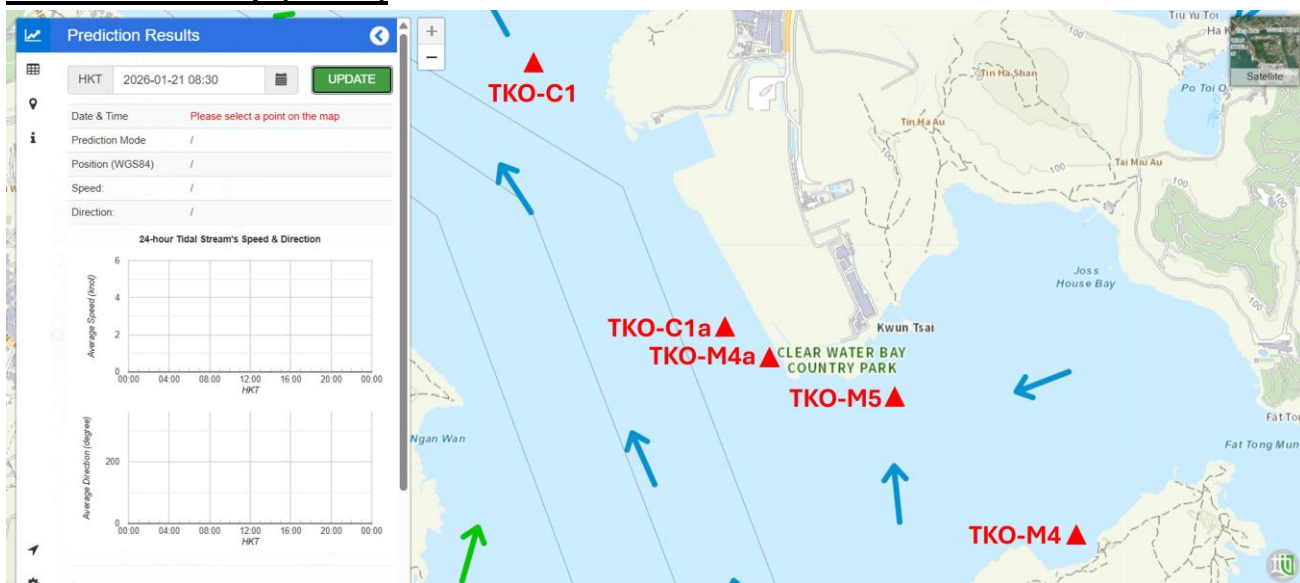 Prediction Results
HKT 2026-01-21 08:30 UPDATE
Date & Time Please select a point on the map
Prediction Mode /
Position (WGS84) /
Speed: /
Direction: /
24-hour Tidal Stream's Speed & Direction
Average Speed (knot)
6
4
2
0
00:00 04:00 08:00 12:00 16:00 20:00 00:00
HKT
Average Direction (degree)
200
0
00:00 04:00 08:00 12:00 16:00 20:00 00:00
HKT
+
−
TKO-C1
Tin Ha Shan
Tin Ha Au
100
100
Tiu Yu Toi
Ha
Satellite
Po Toi O
Tai Miu Au
100
100
100
Joss
House Bay
TKO-C1a
TKO-M4a
Kwun Tsai
CLEAR WATER BAY
COUNTRY PARK
TKO-M5
Ngan Wan
Fat To
Fat Tong Mun
TKO-M4